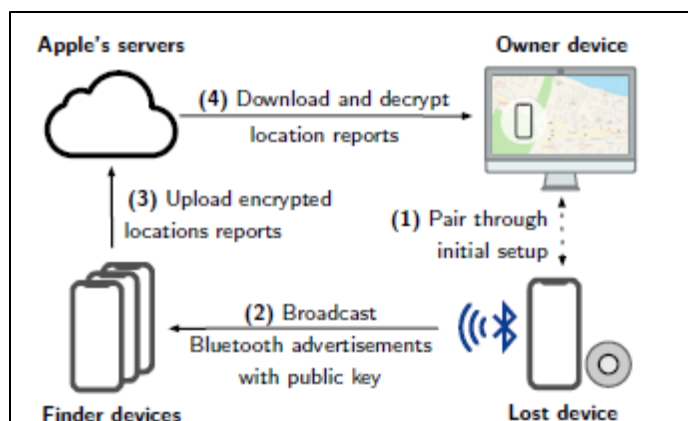 Apple's servers
Owner device
(4) Download and decrypt
location reports
(3) Upload encrypted
locations reports
(1) Pair through
initial setup
(2) Broadcast
Bluetooth advertisements
with public key
Finder devices
Lost device